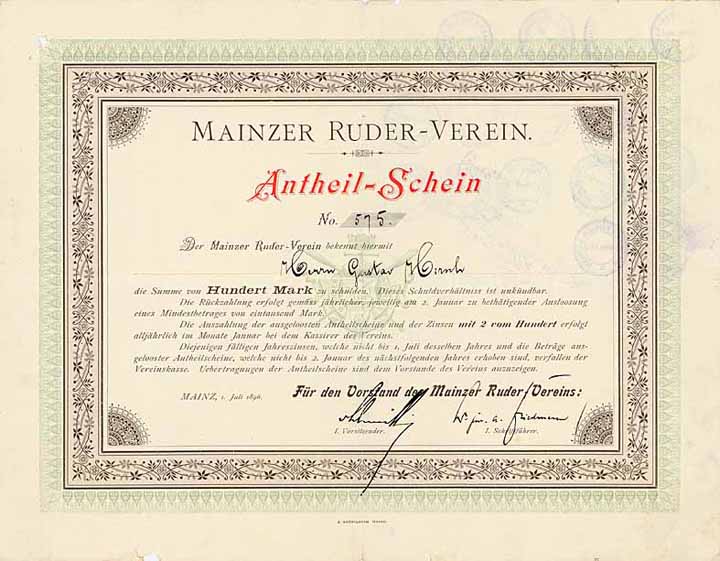 MAINZER RUDER-VEREIN.
Antheil-Schein
No. 575.
Der Mainzer Ruder-Verein bekennt hiermit
Herrn Gustav Hirsch
die Summe von Hundert Mark zu schulden. Dieses Schuldverhältniss ist unkündbar.
Die Rückzahlung erfolgt gemäss jährlicher, jeweilig am 2. Januar zu bethätigender Ausloosung
eines Mindestbetrages von eintausend Mark.
Die Auszahlung der ausgeloosten Antheilscheine und der Zinsen mit 2 vom Hundert erfolgt
alljährlich im Monate Januar bei dem Kassirer des Vereins.
Diejenigen fälligen Jahreszinsen, welche nicht bis 1. Juli desselben Jahres und die Beträge aus-
gelooster Antheilscheine, welche nicht bis 2. Januar des nächstfolgenden Jahres erhoben sind, verfallen der
Vereinskasse. Uebertragungen der Antheilscheine sind dem Vorstande des Vereins anzuzeigen.
MAINZ, 1. Juli 1896.
Für den Vorstand des Mainzer Ruder-Vereins:
I. Vorsitzender.
I. Schriftführer.